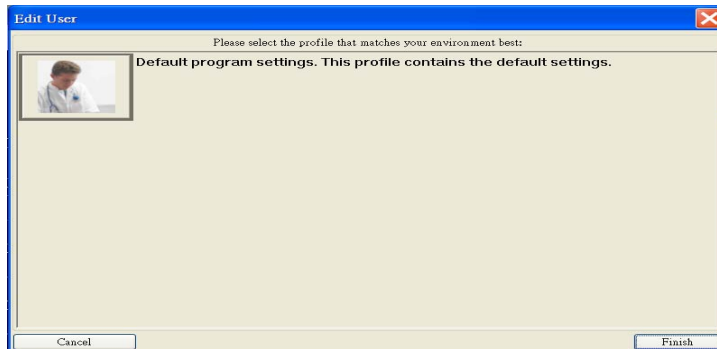 Edit User
Please select the profile that matches your environment best:
Default program settings. This profile contains the default settings.
Cancel
Finish